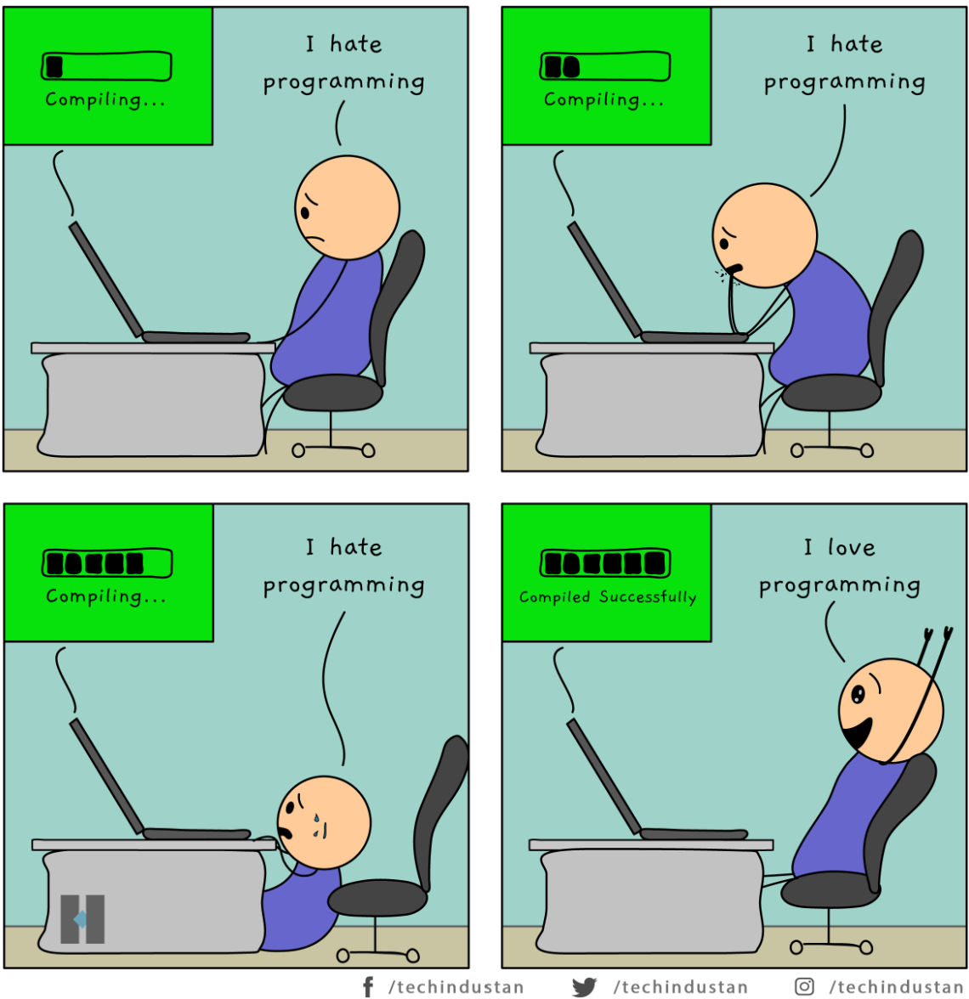 Compiling...
I hate
programming
Compiling...
I hate
programming
Compiling...
I hate
programming
Compiled Successfully
I love
programming
/techindustan
/techindustan
/techindustan